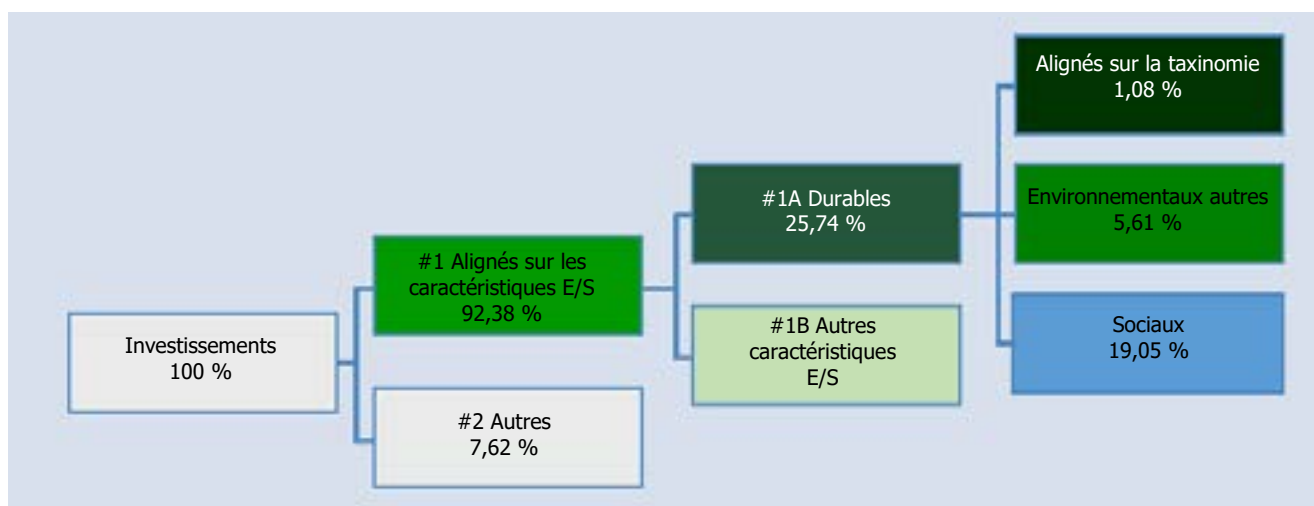 Investissements
100 %
#1 Alignés sur les
caractéristiques E/S
92,38 %
#2 Autres
7,62 %
#1A Durables
25,74 %
#1B Autres
caractéristiques
E/S
Alignés sur la taxinomie
1,08 %
Environnementaux autres
5,61 %
Sociaux
19,05 %